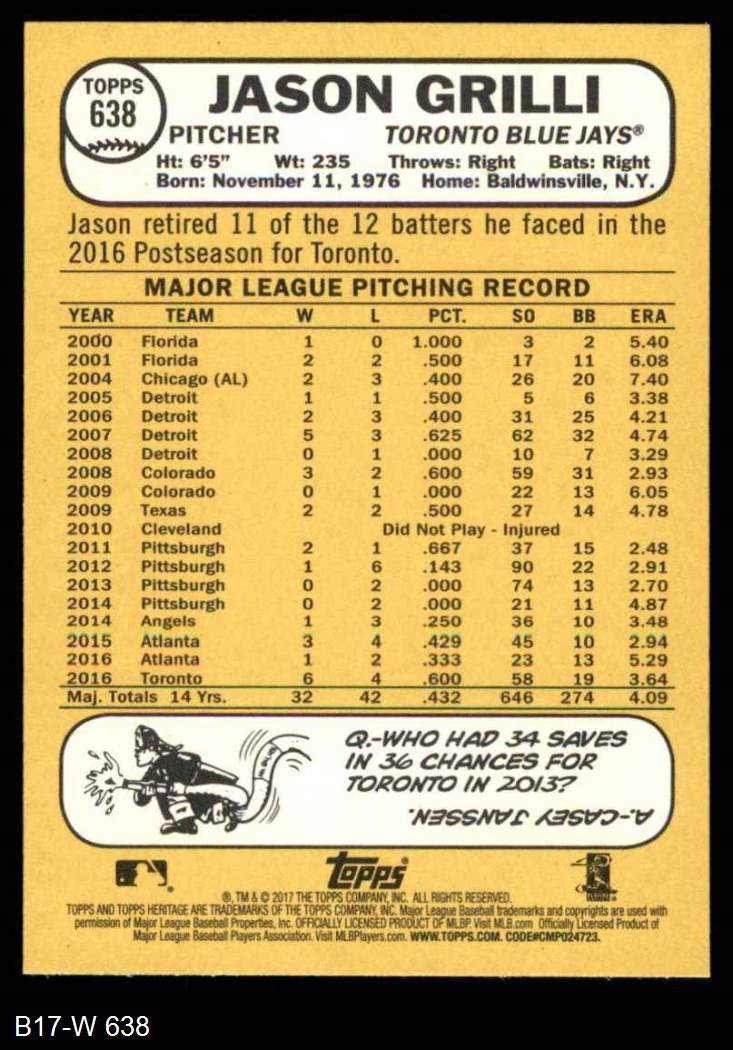 TOPPS
638
JASON GRILLI
PITCHER TORONTO BLUE JAYS®
Ht: 6'5" Wt: 235 Throws: Right Bats: Right
Born: November 11, 1976 Home: Baldwinsville, N.Y.
Jason retired 11 of the 12 batters he faced in the
2016 Postseason for Toronto.
MAJOR LEAGUE PITCHING RECORD
YEAR TEAM W L PCT. SO BB ERA
2000 Florida 1 0 1.000 3 2 5.40
2001 Florida 2 2 .500 17 11 6.08
2004 Chicago (AL) 2 3 .400 26 20 7.40
2005 Detroit 1 1 .500 5 6 3.38
2006 Detroit 2 3 .400 31 25 4.21
2007 Detroit 5 3 .625 62 32 4.74
2008 Detroit 0 1 .000 10 7 3.29
2008 Colorado 3 2 .600 59 31 2.93
2009 Colorado 0 1 .000 22 13 6.05
2009 Texas 2 2 .500 27 14 4.78
2010 Cleveland Did Not Play - Injured
2011 Pittsburgh 2 1 .667 37 15 2.48
2012 Pittsburgh 1 6 .143 90 22 2.91
2013 Pittsburgh 0 2 .000 74 13 2.70
2014 Pittsburgh 0 2 .000 21 11 4.87
2014 Angels 1 3 .250 36 10 3.48
2015 Atlanta 3 4 .429 45 10 2.94
2016 Atlanta 1 2 .333 23 13 5.29
2016 Toronto 6 4 .600 58 19 3.64
Maj. Totals 14 Yrs. 32 42 .432 646 274 4.09
Q.-WHO HAD 34 SAVES
IN 36 CHANCES FOR
TORONTO IN 2013?
A.-CASEY JANSSEN.
topps®
®, TM & © 2017 THE TOPPS COMPANY, INC. ALL RIGHTS RESERVED.
TOPPS AND TOPPS HERITAGE ARE TRADEMARKS OF THE TOPPS COMPANY, INC. Major League Baseball trademarks and copyrights are used with
permission of Major League Baseball Properties, Inc. OFFICIALLY LICENSED PRODUCT OF MLBP. Visit MLB.com Officially Licensed Product of
Major League Baseball Players Association. Visit MLBPlayers.com. WWW.TOPPS.COM. CODE#CMP024723.
B17-W 638